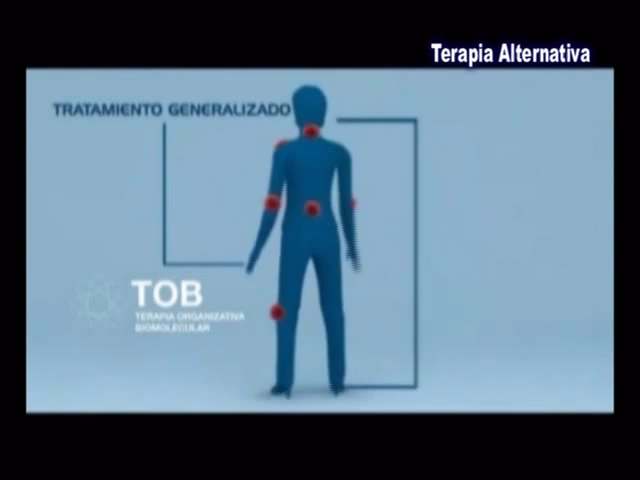 Terapia Alternativa
TRATAMIENTO GENERALIZADO
TOB
TERAPIA ORGANIZATIVA
BIOMOLECULAR